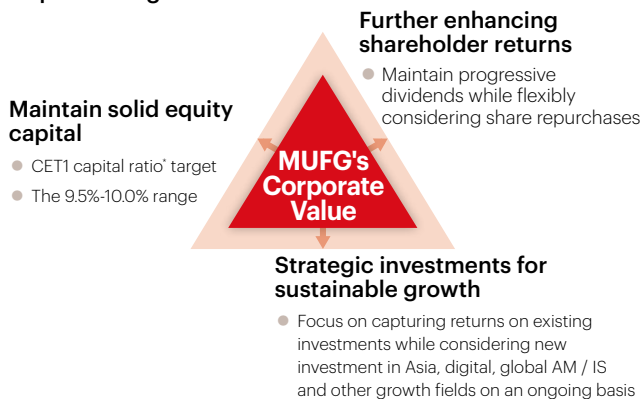 Further enhancing
shareholder returns
● Maintain progressive
dividends while flexibly
considering share repurchases
Maintain solid equity
capital
● CET1 capital ratio* target
● The 9.5%-10.0% range
MUFG's
Corporate
Value
Strategic investments for
sustainable growth
● Focus on capturing returns on existing
investments while considering new
investment in Asia, digital, global AM / IS
and other growth fields on an ongoing basis